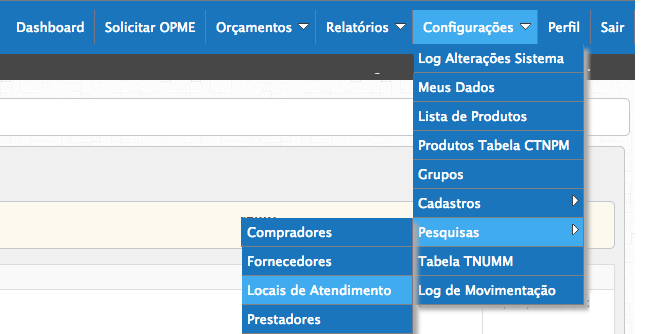 Dashboard Solicitar OPME Orçamentos Relatórios Configurações Perfil Sair
Log Alterações Sistema
Meus Dados
Lista de Produtos
Produtos Tabela CTNPM
Grupos
Cadastros
Pesquisas
Tabela TNUMM
Log de Movimentação
Compradores
Fornecedores
Locais de Atendimento
Prestadores